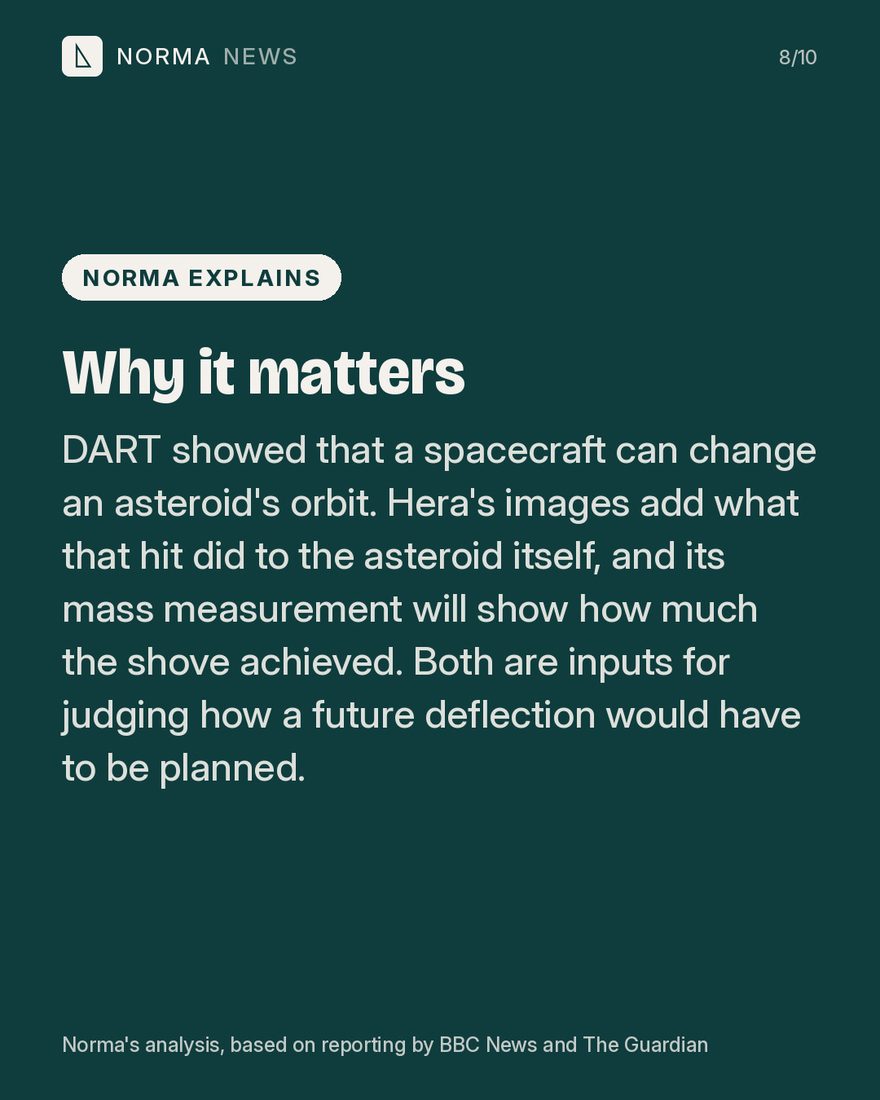 NORMA NEWS
8/10
NORMA EXPLAINS
Why it matters
DART showed that a spacecraft can change
an asteroid's orbit. Hera's images add what
that hit did to the asteroid itself, and its
mass measurement will show how much
the shove achieved. Both are inputs for
judging how a future deflection would have
to be planned.
Norma's analysis, based on reporting by BBC News and The Guardian